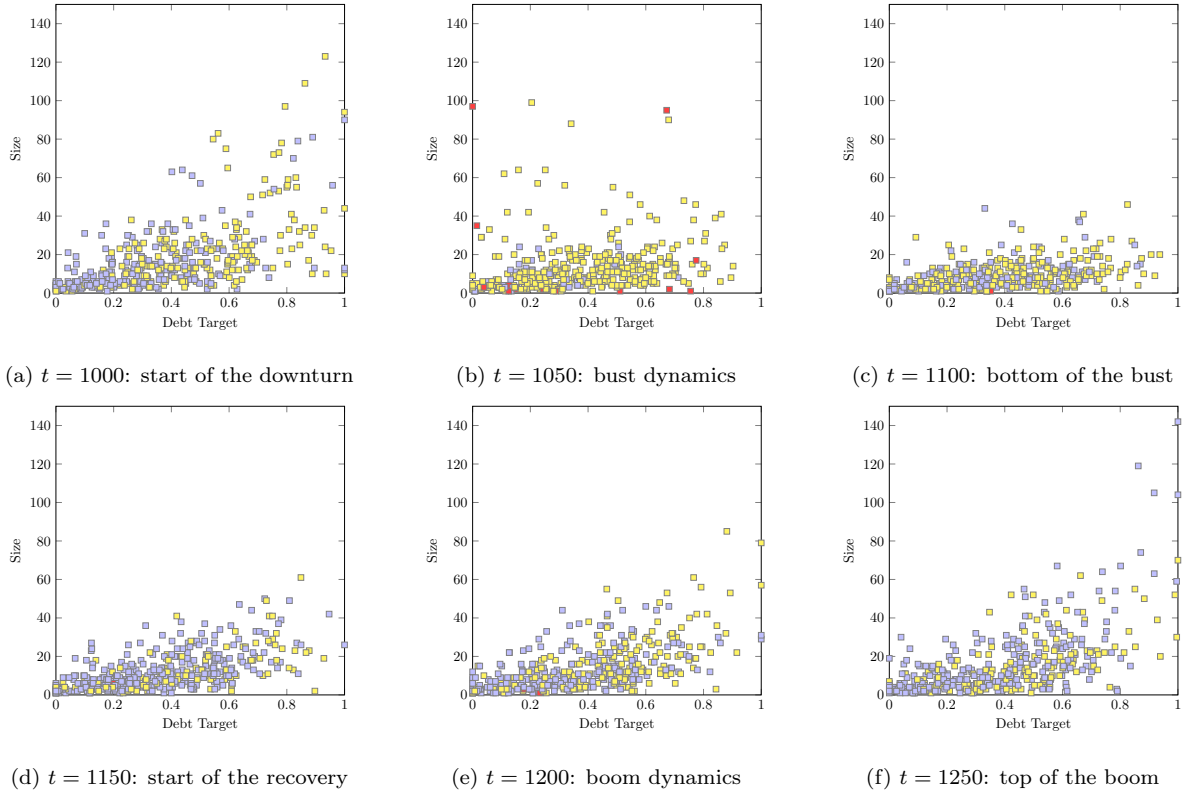 140
120
100
80
60
40
20
0
Size
0 0.2 0.4 0.6 0.8 1
Debt Target
(a) t = 1000: start of the downturn
140
120
100
80
60
40
20
0
Size
0 0.2 0.4 0.6 0.8 1
Debt Target
(b) t = 1050: bust dynamics
140
120
100
80
60
40
20
0
Size
0 0.2 0.4 0.6 0.8 1
Debt Target
(c) t = 1100: bottom of the bust
140
120
100
80
60
40
20
0
Size
0 0.2 0.4 0.6 0.8 1
Debt Target
(d) t = 1150: start of the recovery
140
120
100
80
60
40
20
0
Size
0 0.2 0.4 0.6 0.8 1
Debt Target
(e) t = 1200: boom dynamics
140
120
100
80
60
40
20
0
Size
0 0.2 0.4 0.6 0.8 1
Debt Target
(f) t = 1250: top of the boom